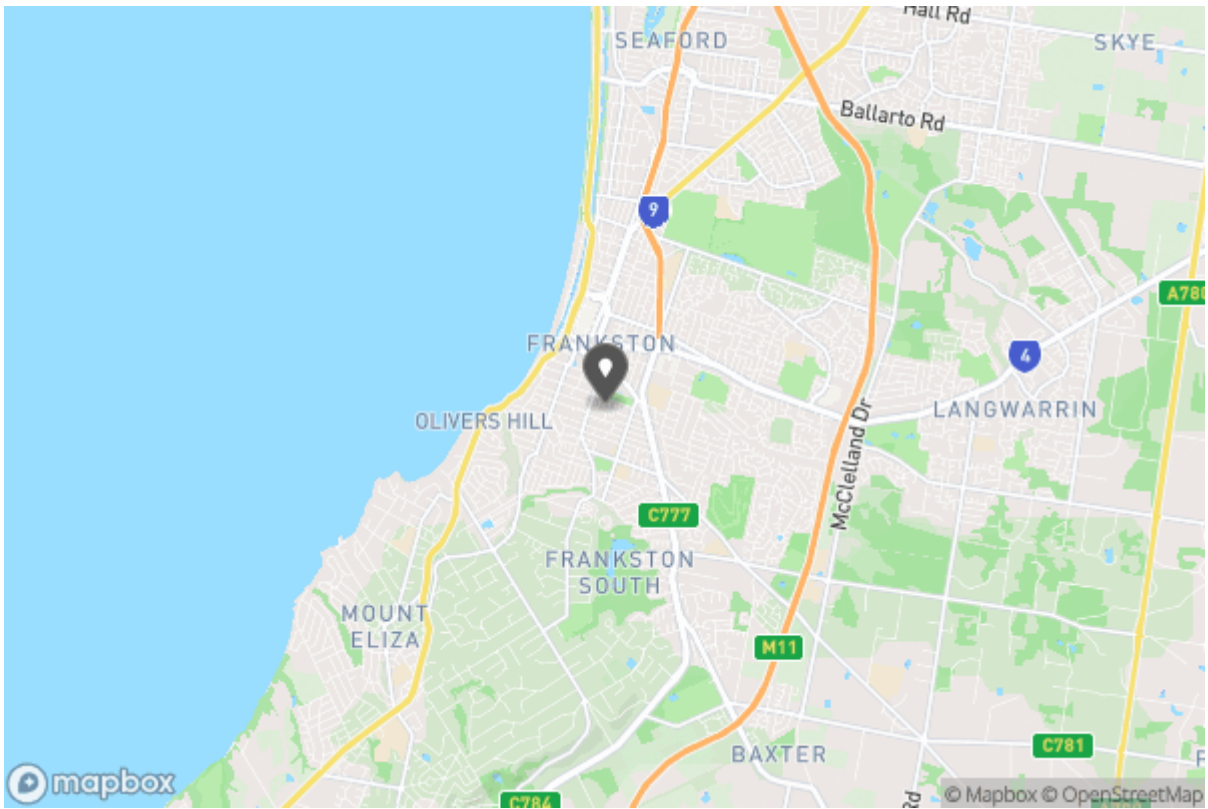 Hall Rd
SEAFORD
SKYE
Ballarto Rd
9
A780
FRANKSTON
4
LANGWARRIN
OLIVERS HILL
McClelland Dr
C777
FRANKSTON
SOUTH
MOUNT
ELIZA
M11
BAXTER
C781
mapbox
C784
Rd
© Mapbox © OpenStreetMap